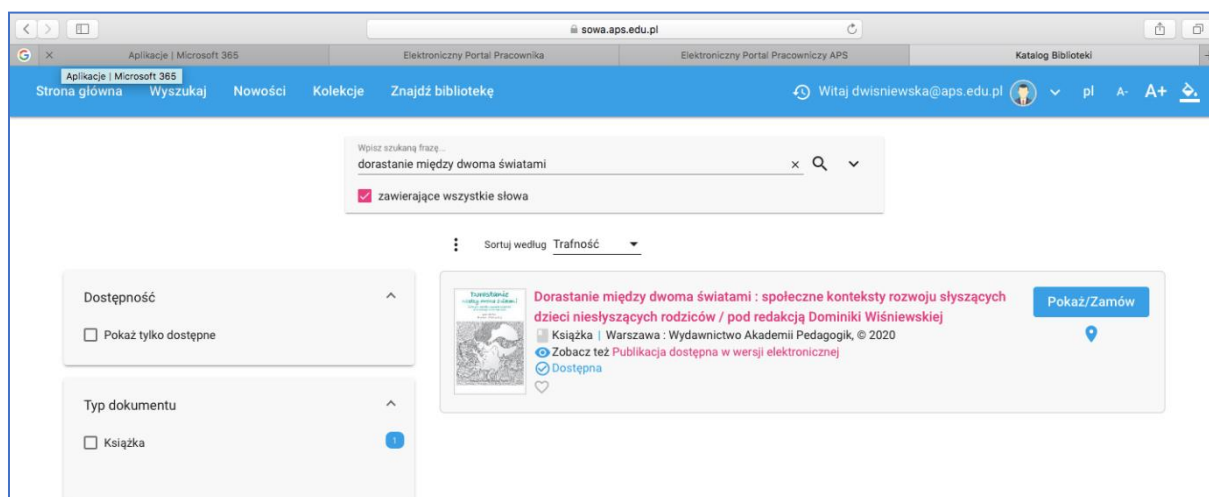 sowa.aps.edu.pl
G × Aplikacje | Microsoft 365 Elektroniczny Portal Pracownika Elektroniczny Portal Pracowniczy APS Katalog Biblioteki
Aplikacje | Microsoft 365
Strona główna Wyszukaj Nowości Kolekcje Znajdź bibliotekę Witaj dwisniewska@aps.edu.pl pl A- A+
Wpisz szukaną frazę...
dorastanie między dwoma światami ×
zawierające wszystkie słowa
Sortuj według Trafność
Dostępność
Pokaż tylko dostępne
Typ dokumentu
Książka 1
Dorastanie
Dorastanie między dwoma światami : społeczne konteksty rozwoju słyszących
dzieci niesłyszących rodziców / pod redakcją Dominiki Wiśniewskiej
Książka | Warszawa : Wydawnictwo Akademii Pedagogik, © 2020
Zobacz też Publikacja dostępna w wersji elektronicznej
Dostępna
Pokaż/Zamów